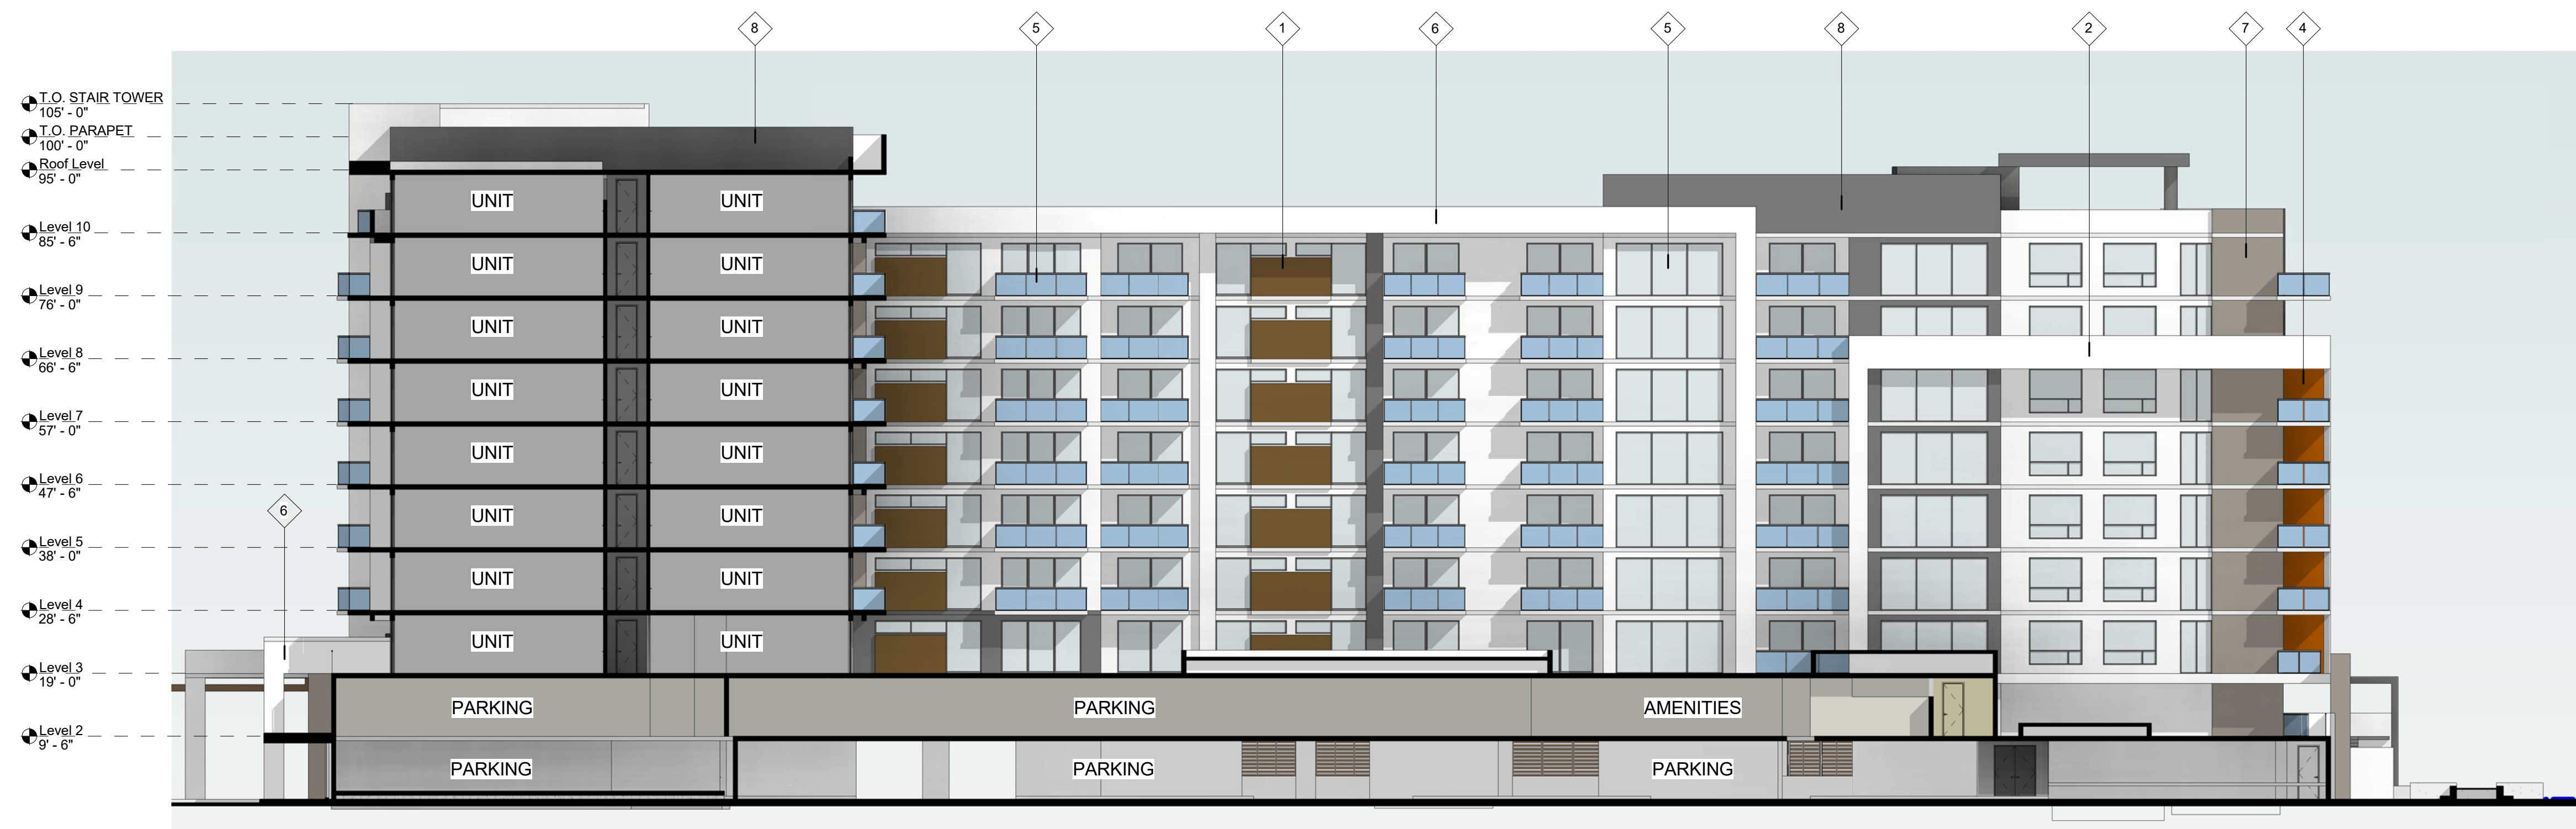 8 5 1 6 5 8 2 7 4
T.O. STAIR TOWER
105' - 0"
T.O. PARAPET
100' - 0"
Roof Level
95' - 0"
UNIT UNIT
Level 10
85' - 6"
UNIT UNIT
Level 9
76' - 0"
UNIT UNIT
Level 8
66' - 6"
UNIT UNIT
Level 7
57' - 0"
UNIT UNIT
Level 6
47' - 6"
6
UNIT UNIT
Level 5
38' - 0"
UNIT UNIT
Level 4
28' - 6"
UNIT UNIT
Level 3
19' - 0"
PARKING PARKING AMENITIES
Level 2
9' - 6"
PARKING PARKING PARKING